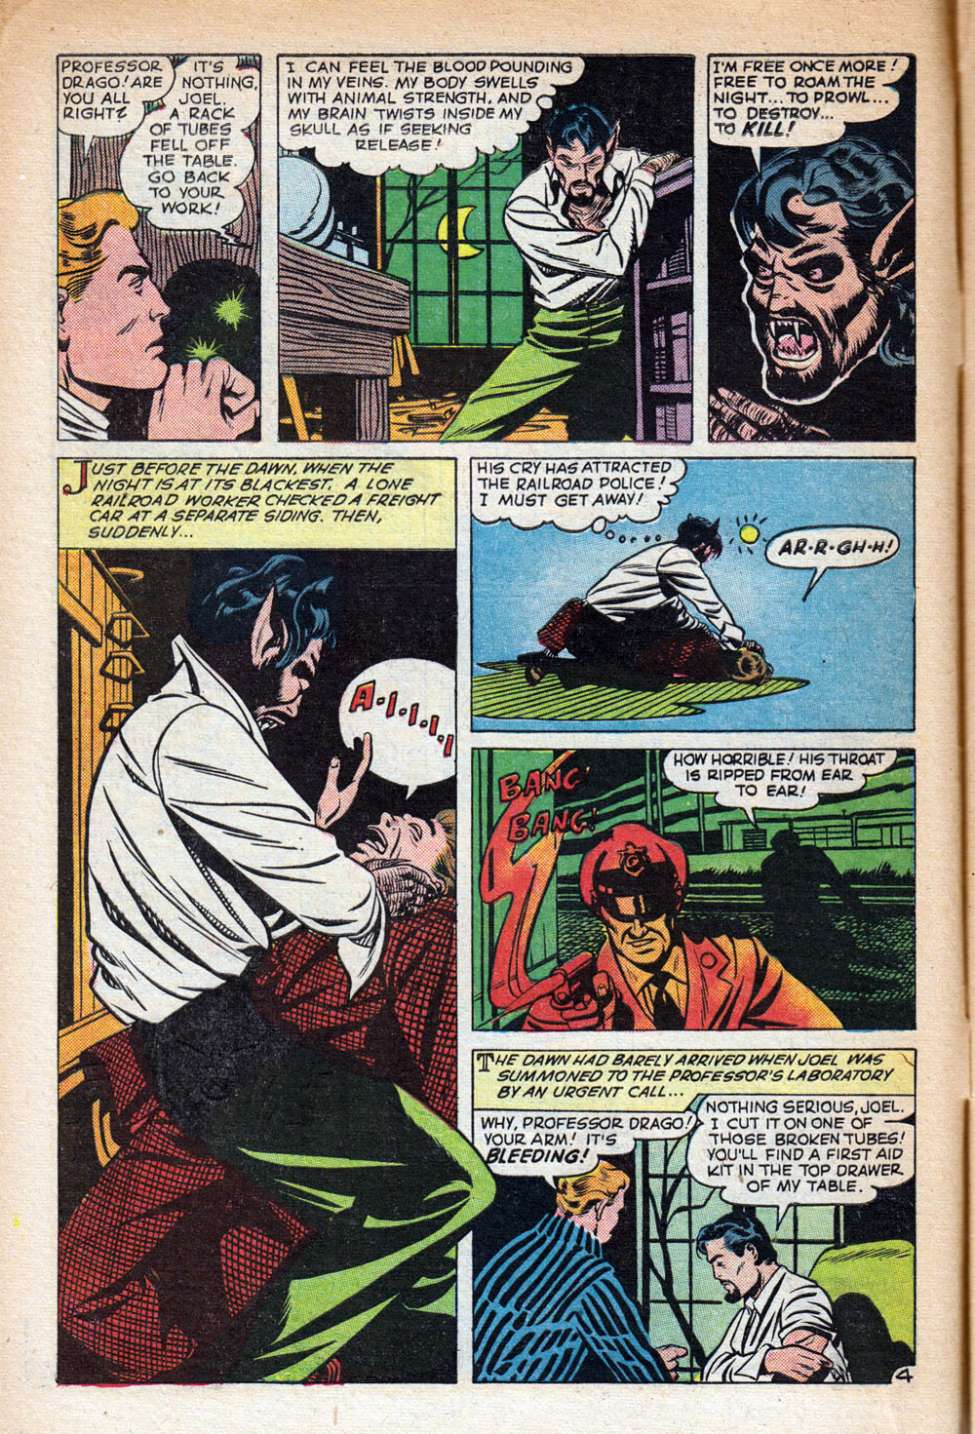 PROFESSOR
DRAGO! ARE
YOU ALL
RIGHT?
IT'S
NOTHING,
JOEL.
A RACK
OF TUBES
FELL OFF
THE TABLE.
GO BACK
TO YOUR
WORK!
I CAN FEEL THE BLOOD POUNDING
IN MY VEINS. MY BODY SWELLS
WITH ANIMAL STRENGTH, AND
MY BRAIN TWISTS INSIDE MY
SKULL AS IF SEEKING
RELEASE!
I'M FREE ONCE MORE!
FREE TO ROAM THE
NIGHT... TO PROWL...
TO DESTROY...
TO KILL!
JUST BEFORE THE DAWN, WHEN THE
NIGHT IS AT ITS BLACKEST, A LONE
RAILROAD WORKER CHECKED A FREIGHT
CAR AT A SEPARATE SIDING. THEN,
SUDDENLY...
A-I-I-I-I
HIS CRY HAS ATTRACTED
THE RAILROAD POLICE!
I MUST GET AWAY!
AR-R-GH-H!
BANG!
BANG!
HOW HORRIBLE! HIS THROAT
IS RIPPED FROM EAR
TO EAR!
THE DAWN HAD BARELY ARRIVED WHEN JOEL WAS
SUMMONED TO THE PROFESSOR'S LABORATORY
BY AN URGENT CALL...
WHY, PROFESSOR DRAGO!
YOUR ARM! IT'S
BLEEDING!
NOTHING SERIOUS, JOEL.
I CUT IT ON ONE OF
THOSE BROKEN TUBES!
YOU'LL FIND A FIRST AID
KIT IN THE TOP DRAWER
OF MY TABLE.
4